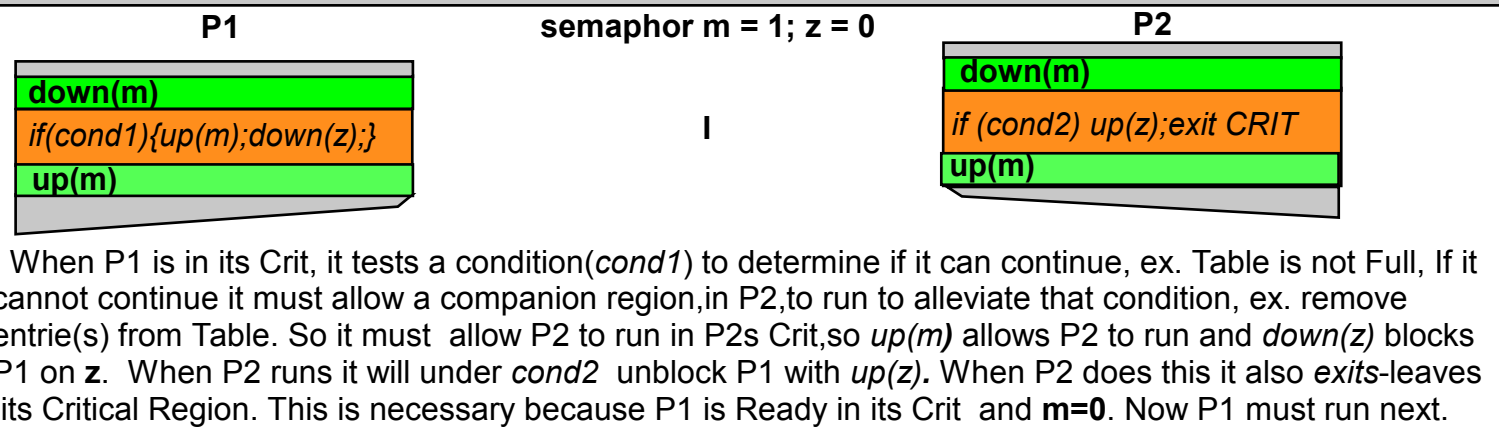 P1 semaphor m = 1; z = 0 P2
down(m)
if(cond1){up(m);down(z);}
up(m)
I
down(m)
if (cond2) up(z);exit CRIT
up(m)
When P1 is in its Crit, it tests a condition(cond1) to determine if it can continue, ex. Table is not Full, If it
cannot continue it must allow a companion region,in P2,to run to alleviate that condition, ex. remove
entrie(s) from Table. So it must allow P2 to run in P2s Crit,so up(m) allows P2 to run and down(z) blocks
P1 on z. When P2 runs it will under cond2 unblock P1 with up(z). When P2 does this it also exits-leaves
its Critical Region. This is necessary because P1 is Ready in its Crit and m=0. Now P1 must run next.